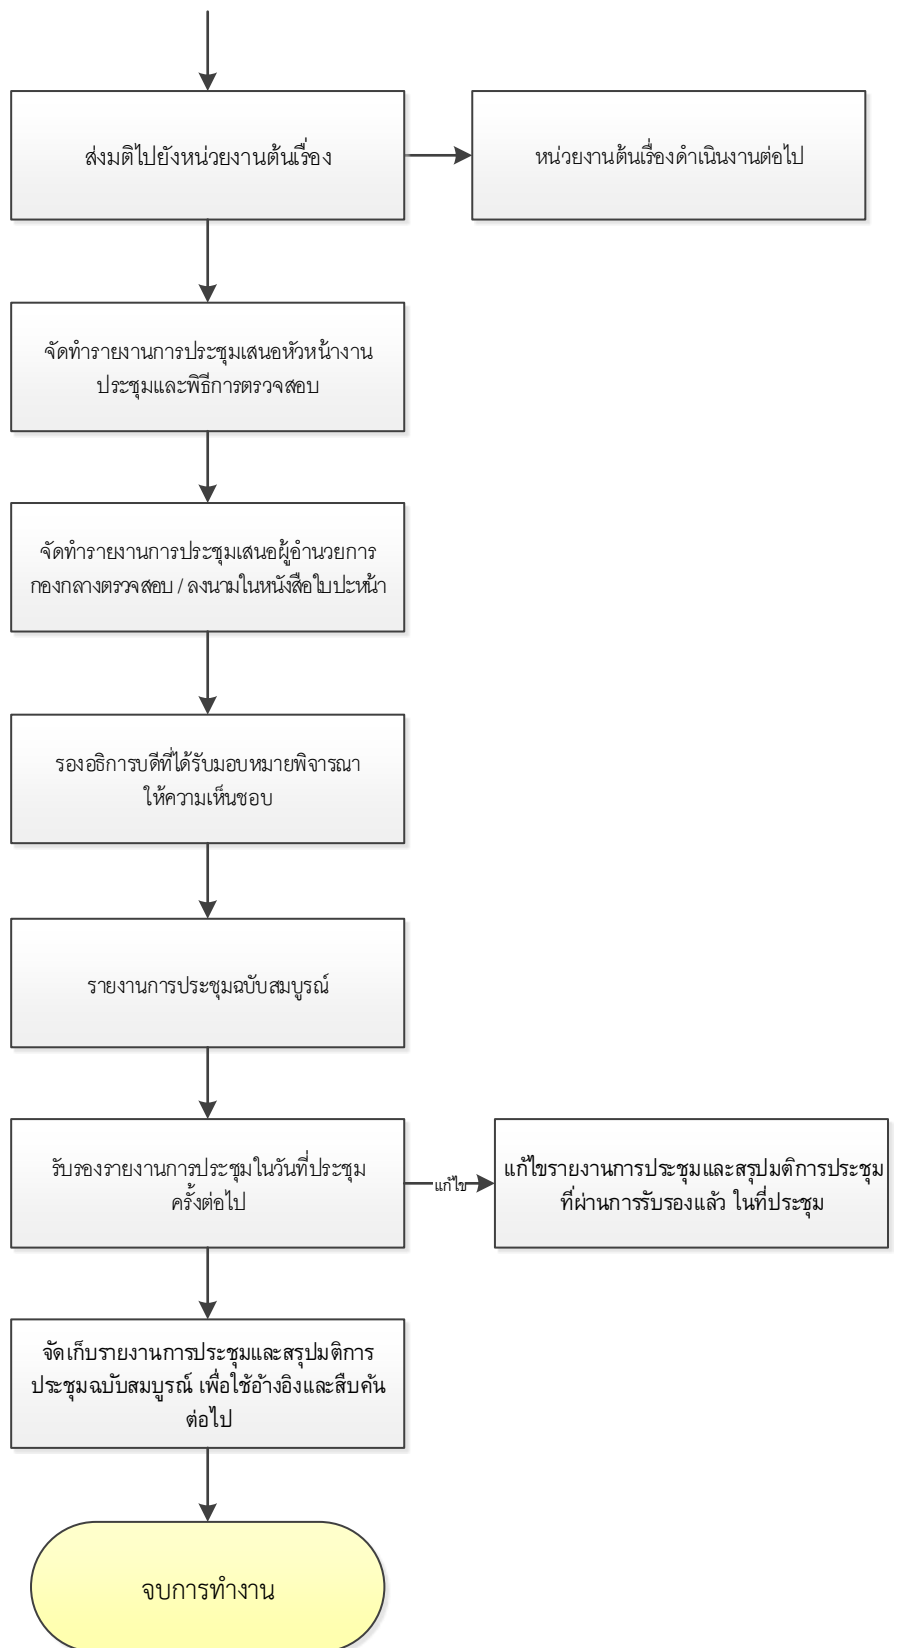 ส่งมติไปยังหน่วยงานต้นเรื่อง
หน่วยงานต้นเรื่องดำเนินงานต่อไป
จัดทำรายงานการประชุมเสนอหัวหน้างาน
ประชุมและพิธีการตรวจสอบ
จัดทำรายงานการประชุมเสนอผู้อำนวยการ
กองกลางตรวจสอบ / ลงนามในหนังสือใบปะหน้า
รองอธิการบดีที่ได้รับมอบหมายพิจารณา
ให้ความเห็นชอบ
รายงานการประชุมฉบับสมบูรณ์
รับรองรายงานการประชุมในวันที่ประชุม
ครั้งต่อไป
แก้ไข
แก้ไขรายงานการประชุมและสรุปมติการประชุม
ที่ผ่านการรับรองแล้ว ในที่ประชุม
จัดเก็บรายงานการประชุมและสรุปมติการ
ประชุมฉบับสมบูรณ์ เพื่อใช้อ้างอิงและสืบค้น
ต่อไป
จบการทำงาน